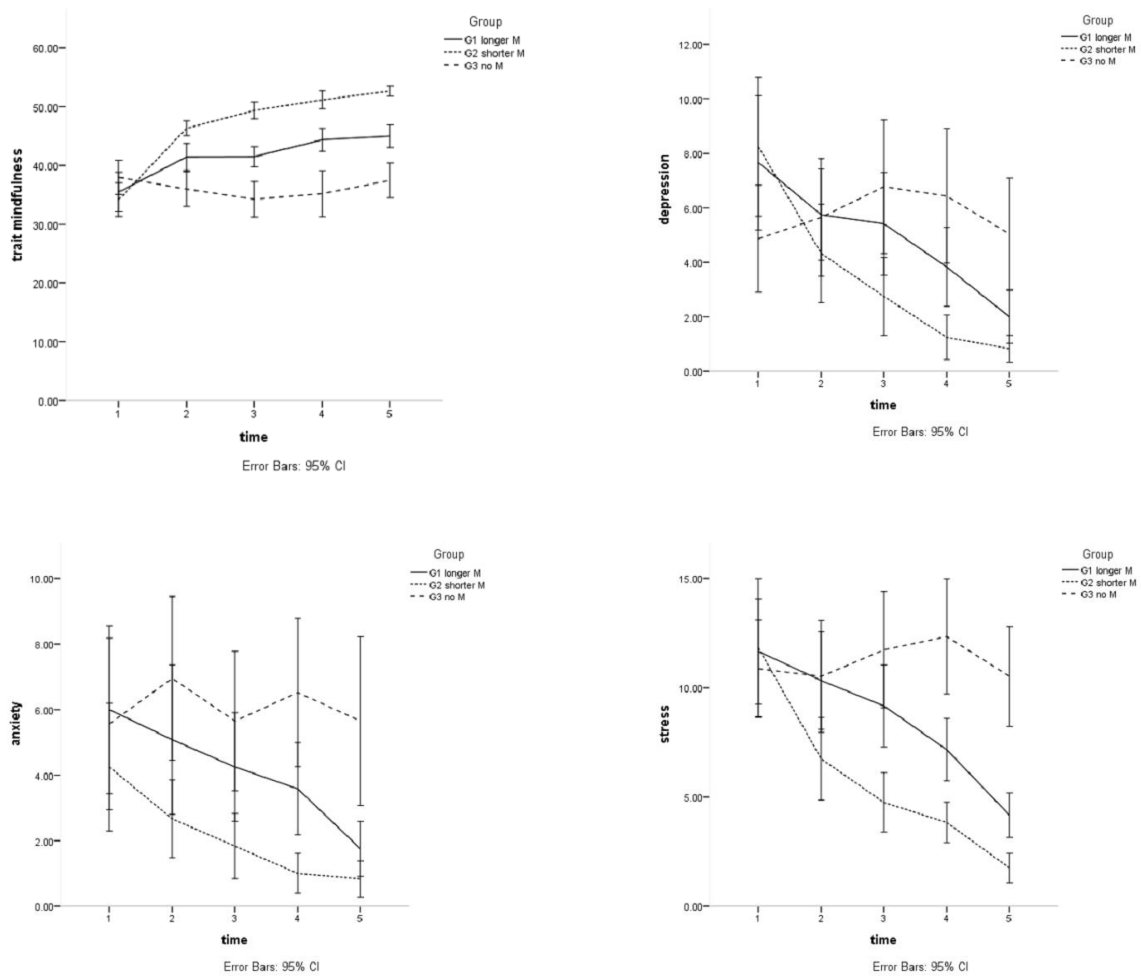 Group
G1 longer M
G2 shorter M
G3 no M
60.00
50.00
40.00
30.00
20.00
10.00
0.00
trait mindfulness
1 2 3 4 5
time
Error Bars: 95% CI
Group
G1 longer M
G2 shorter M
G3 no M
12.00
10.00
8.00
6.00
4.00
2.00
0.00
depression
1 2 3 4 5
time
Error Bars: 95% CI
Group
G1 longer M
G2 shorter M
G3 no M
10.00
8.00
6.00
4.00
2.00
0.00
anxiety
1 2 3 4 5
time
Error Bars: 95% CI
Group
G1 longer M
G2 shorter M
G3 no M
15.00
10.00
5.00
0.00
stress
1 2 3 4 5
time
Error Bars: 95% CI